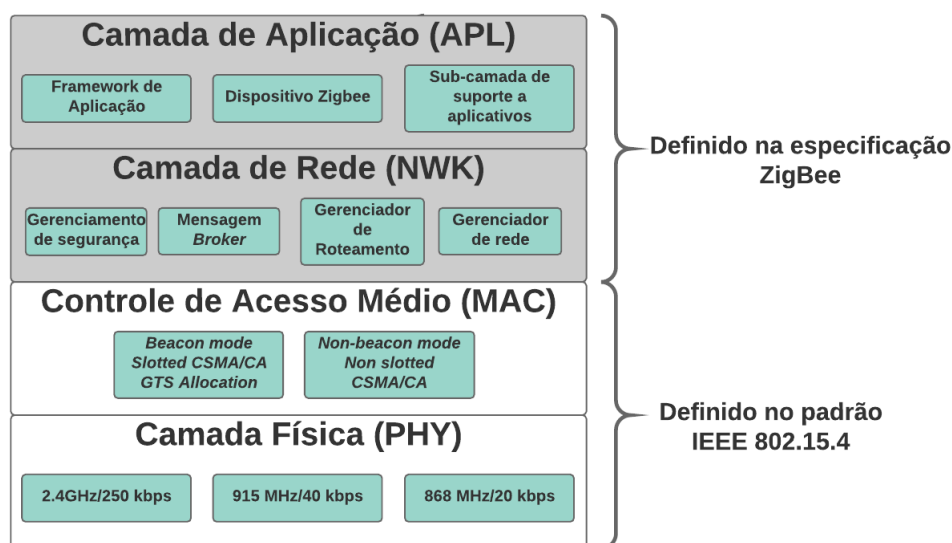 Camada de Aplicação (APL)
Framework de
Aplicação
Dispositivo Zigbee
Sub-camada de
suporte a
aplicativos
Definido na especificação
ZigBee
Camada de Rede (NWK)
Gerenciamento
de segurança
Mensagem
Broker
Gerenciador
de
Roteamento
Gerenciador
de rede
Controle de Acesso Médio (MAC)
Beacon mode
Slotted CSMA/CA
GTS Allocation
Non-beacon mode
Non slotted
CSMA/CA
Definido no padrão
IEEE 802.15.4
Camada Física (PHY)
2.4GHz/250 kbps
915 MHz/40 kbps
868 MHz/20 kbps